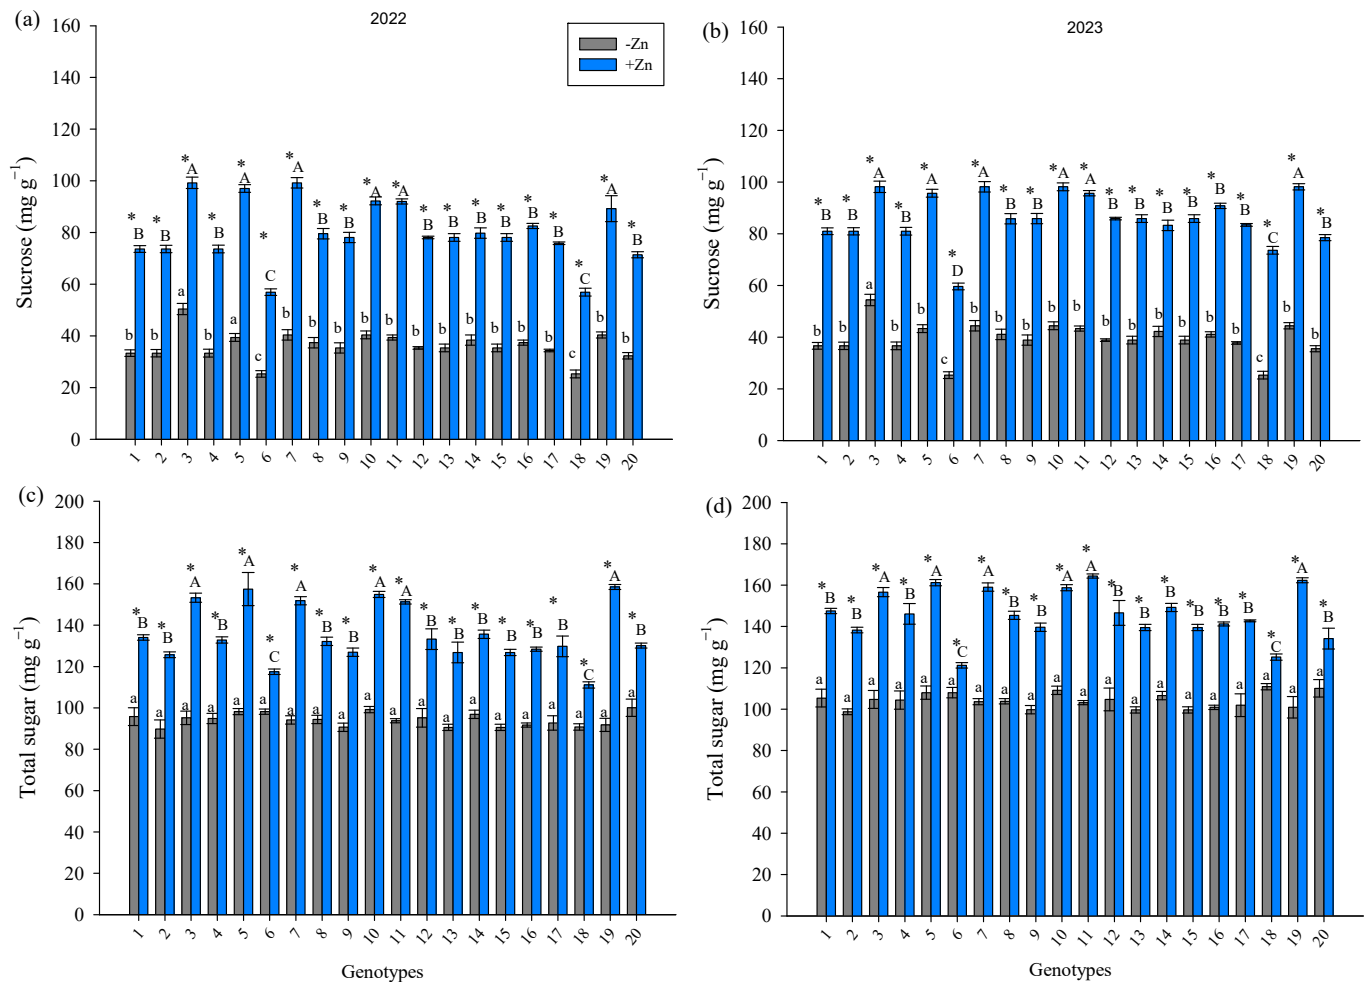 (a)
2022
-Zn
+Zn
Sucrose (mg g⁻¹)
160
140
120
100
80
60
40
20
0
* * * * * * * * * * * * * * * * * * * *
B B A B A C A B B A A B B B B B B C A B
b b a b a c b b b b b b b b b b b c b b
1 2 3 4 5 6 7 8 9 10 11 12 13 14 15 16 17 18 19 20
(b)
2023
Sucrose (mg g⁻¹)
160
140
120
100
80
60
40
20
0
* * * * * * * * * * * * * * * * * * * *
B B A B A D A B B A A B B B B B B C A B
b b a b b c b b b b b b b b b b b c b b
1 2 3 4 5 6 7 8 9 10 11 12 13 14 15 16 17 18 19 20
(c)
Total sugar (mg g⁻¹)
200
180
160
140
120
100
80
60
40
20
0
* * * * * * * * * * * * * * * * * * * *
B B A B A C A B B A A B B B B B B C A B
a a a a a a a a a a a a a a a a a a a a
1 2 3 4 5 6 7 8 9 10 11 12 13 14 15 16 17 18 19 20
Genotypes
(d)
Total sugar (mg g⁻¹)
200
180
160
140
120
100
80
60
40
20
0
* * * * * * * * * * * * * * * * * * * *
B B A B A C A B B A A B B B B B B C A B
a a a a a a a a a a a a a a a a a a a a
1 2 3 4 5 6 7 8 9 10 11 12 13 14 15 16 17 18 19 20
Genotypes